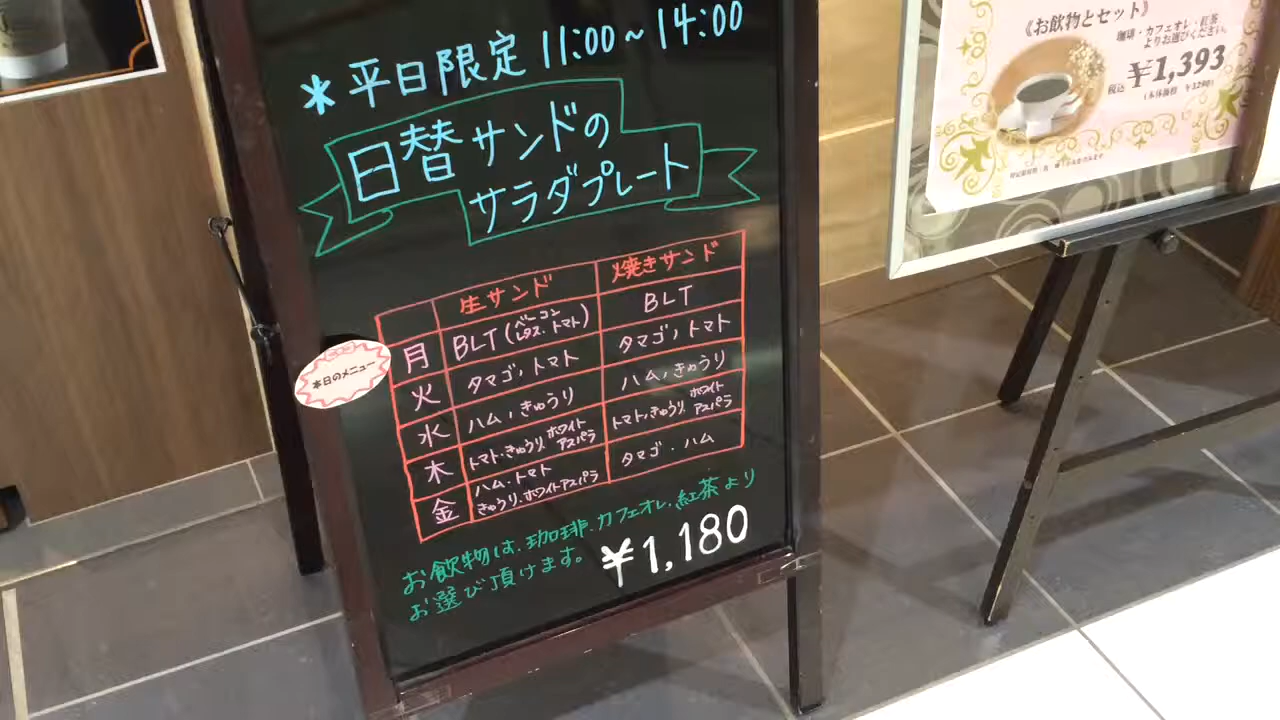 *平日限定 11:00~14:00
日替サンドの
サラダプレート
生サンド 焼きサンド
月 BLT(ベーコン レタス・トマト) BLT
火 タマゴ,トマト タマゴ,トマト
水 ハム,きゅうり ハム,きゅうり
木 トマト・きゅうり,ホワイトアスパラ トマト,きゅうり,ホワイトアスパラ
金 ハム・トマト きゅうり・ホワイトアスパラ タマゴ・ハム
本日のメニュー
お飲物は、珈琲・カフェオレ・紅茶より
お選び頂けます。 ¥1,180
《お飲物とセット》
珈琲・カフェオレ・紅茶
よりお選びください。
税込 ¥1,393
(本体価格 ¥1290)